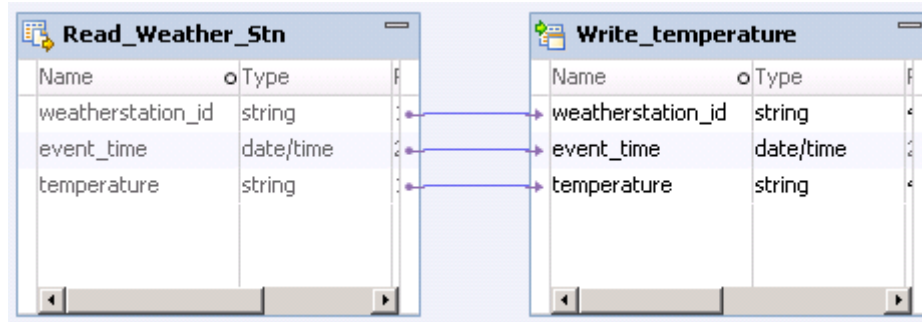 Read_Weather_Stn
Name Type
weatherstation_id string
event_time date/time
temperature string
Write_temperature
Name Type
weatherstation_id string
event_time date/time
temperature string